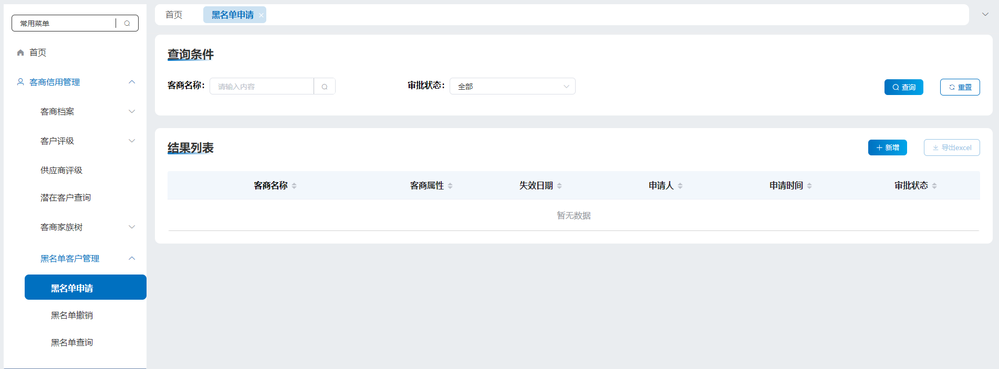 常用菜单
首页
客商信用管理
客商档案
客户评级
供应商评级
潜在客户查询
客商家族树
黑名单客户管理
黑名单申请
黑名单撤销
黑名单查询
首页 黑名单申请
查询条件
客商名称： 请输入内容 审批状态： 全部 查询 重置
结果列表 新增 导出excel
客商名称 客商属性 失效日期 申请人 申请时间 审批状态
暂无数据